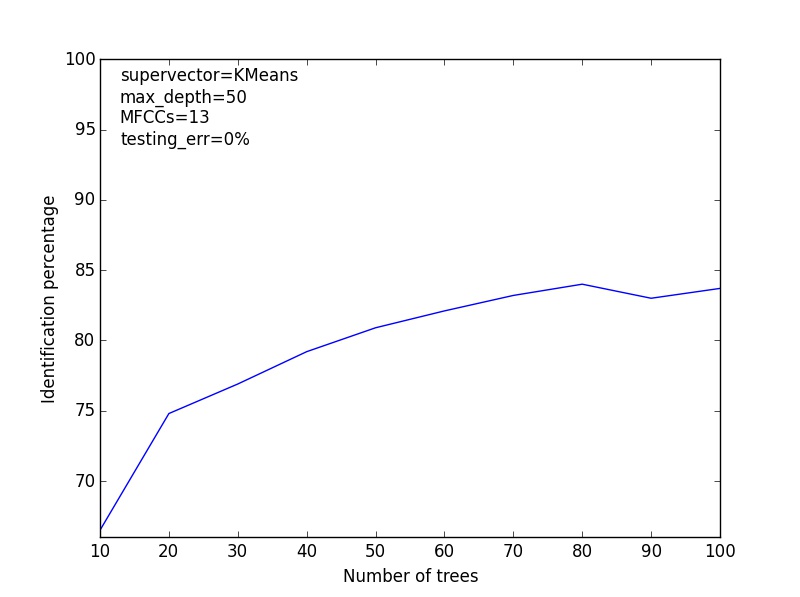 100
supervector=KMeans
max_depth=50
MFCCs=13
95
testing_err=0%
90
85
80
75
70
Identification percentage
10 20 30 40 50 60 70 80 90 100
Number of trees